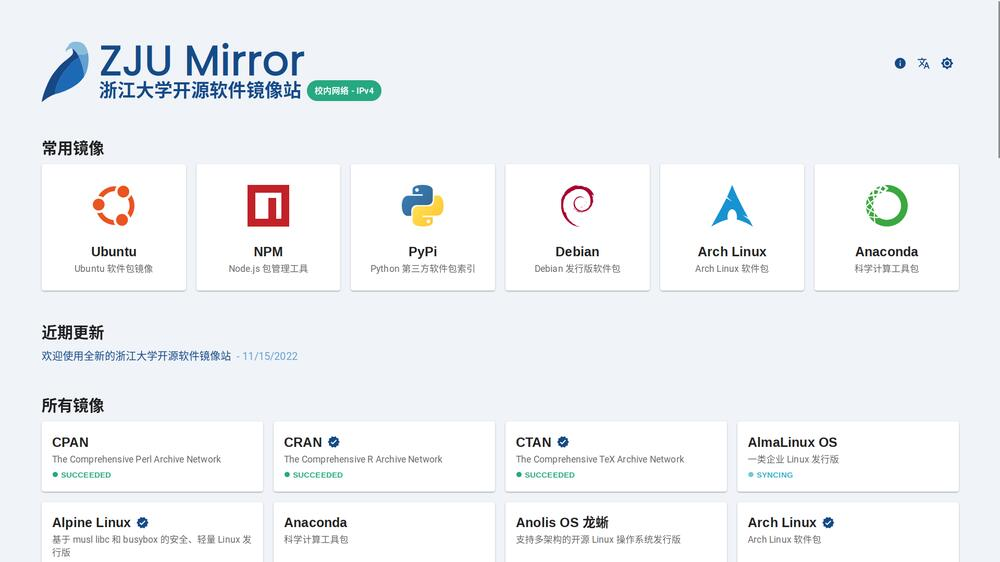 ZJU Mirror
浙江大学开源软件镜像站 校内网络 - IPv4
常用镜像
Ubuntu
Ubuntu 软件包镜像
NPM
Node.js 包管理工具
PyPi
Python 第三方软件包索引
Debian
Debian 发行版软件包
Arch Linux
Arch Linux 软件包
Anaconda
科学计算工具包
近期更新
欢迎使用全新的浙江大学开源软件镜像站 - 11/15/2022
所有镜像
CPAN
The Comprehensive Perl Archive Network
SUCCEEDED
CRAN
The Comprehensive R Archive Network
SUCCEEDED
CTAN
The Comprehensive TeX Archive Network
SUCCEEDED
AlmaLinux OS
一类企业 Linux 发行版
SYNCING
Alpine Linux
基于 musl libc 和 busybox 的安全、轻量 Linux 发
行版
Anaconda
科学计算工具包
Anolis OS 龙蜥
支持多架构的开源 Linux 操作系统发行版
Arch Linux
Arch Linux 软件包